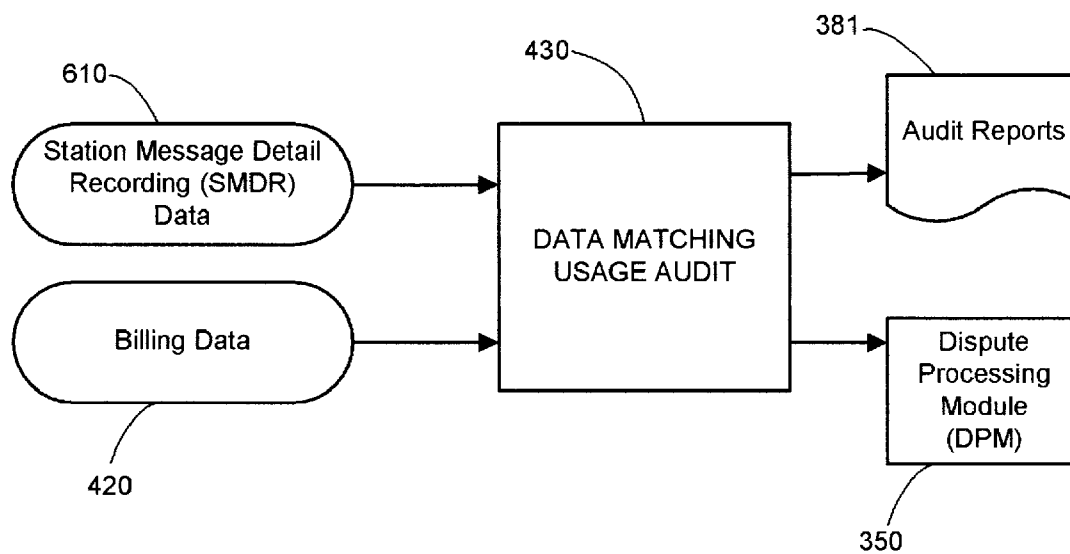 610
Station Message Detail
Recording (SMDR)
Data
Billing Data
420
430
DATA MATCHING
USAGE AUDIT
381
Audit Reports
Dispute
Processing
Module
(DPM)
350